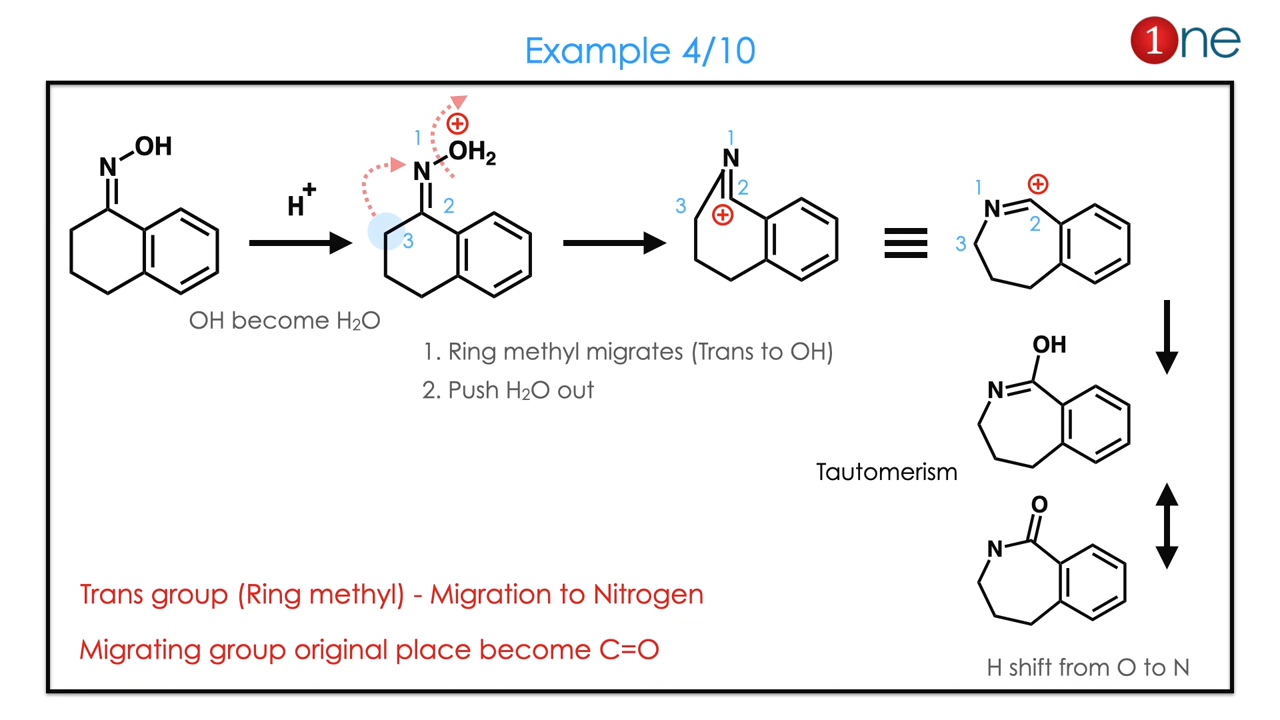 Example 4/10
1ne
N
OH
H+
OH become H₂O
1
N
OH₂
+
2
3
1. Ring methyl migrates (Trans to OH)
2. Push H₂O out
1
N
2
3
+
1
N
+
2
3
OH
N
Tautomerism
O
N
H shift from O to N
Trans group (Ring methyl) - Migration to Nitrogen
Migrating group original place become C=O